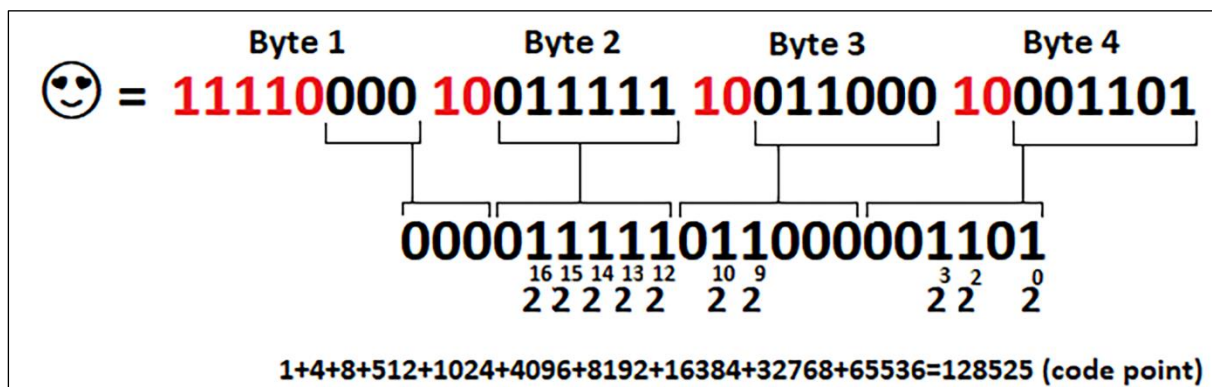 Byte 1 Byte 2 Byte 3 Byte 4
= 11110000 10011111 10011000 10001101
000011111011000001101
2^16 2^15 2^14 2^13 2^12 2^10 2^9 2^3 2^2 2^0
1+4+8+512+1024+4096+8192+16384+32768+65536=128525 (code point)